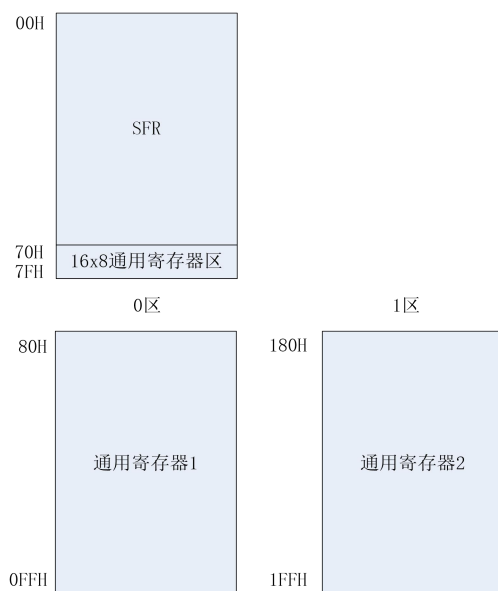 00H
SFR
70H
7FH
16x8通用寄存器区
0区
1区
80H
180H
通用寄存器1
通用寄存器2
0FFH
1FFH